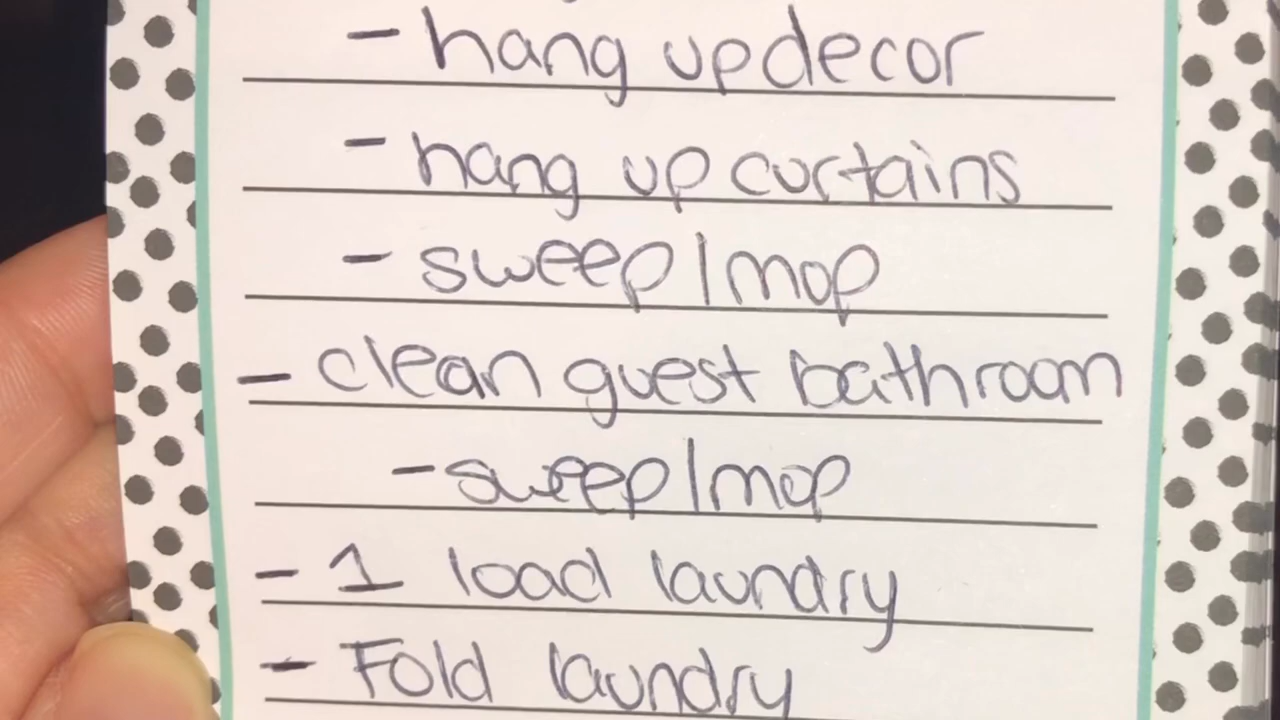 - hang up decor
- hang up curtains
- sweep/mop
- clean guest bathroom
- sweep/mop
- 1 load laundry
- Fold laundry